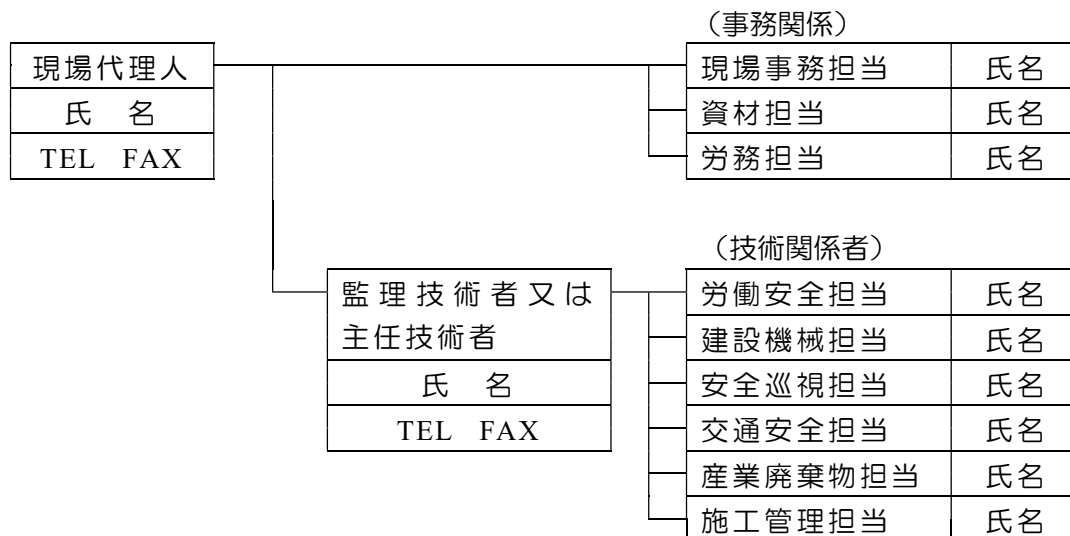 （事務関係）
現場代理人
氏　名
TEL　FAX
現場事務担当　氏名
資材担当　氏名
労務担当　氏名
（技術関係者）
監理技術者又は
主任技術者
氏　名
TEL　FAX
労働安全担当　氏名
建設機械担当　氏名
安全巡視担当　氏名
交通安全担当　氏名
産業廃棄物担当　氏名
施工管理担当　氏名